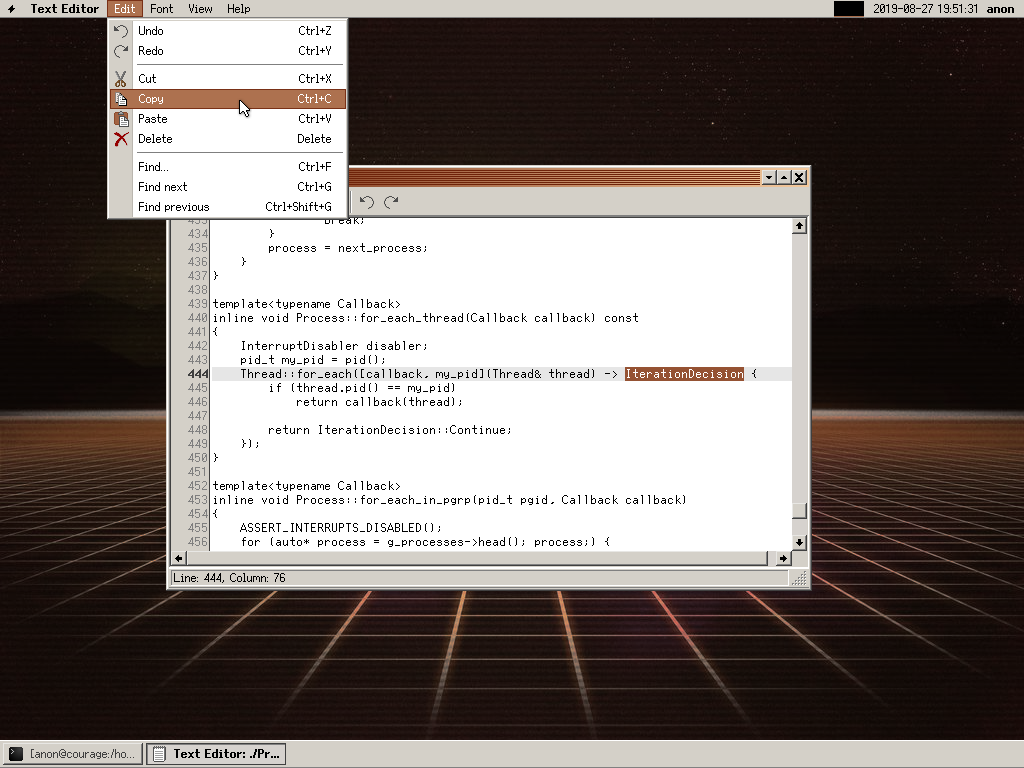 Text Editor Edit Font View Help 2019-08-27 19:51:31 anon
Undo Ctrl+Z
Redo Ctrl+Y
Cut Ctrl+X
Copy Ctrl+C
Paste Ctrl+V
Delete Delete
Find... Ctrl+F
Find next Ctrl+G
Find previous Ctrl+Shift+G
433 break;
434 }
435 process = next_process;
436 }
437 }
438
439 template<typename Callback>
440 inline void Process::for_each_thread(Callback callback) const
441 {
442 InterruptDisabler disabler;
443 pid_t my_pid = pid();
444 Thread::for_each([callback, my_pid](Thread& thread) -> IterationDecision {
445 if (thread.pid() == my_pid)
446 return callback(thread);
447
448 return IterationDecision::Continue;
449 });
450 }
451
452 template<typename Callback>
453 inline void Process::for_each_in_pgrp(pid_t pgid, Callback callback)
454 {
455 ASSERT_INTERRUPTS_DISABLED();
456 for (auto* process = g_processes->head(); process;) {
Line: 444, Column: 76
[anon@courage:/ho... Text Editor: ./Pr...